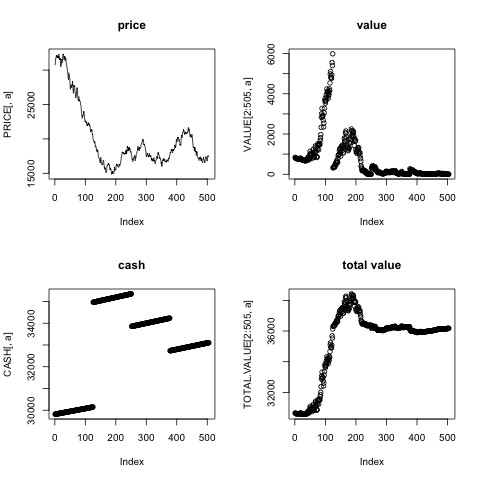 price
PRICE[, a]
15000
25000
0
100
200
300
400
500
Index
value
VALUE[2:505, a]
0
2000
4000
6000
0
100
200
300
400
500
Index
cash
CASH[, a]
30000
32000
34000
0
100
200
300
400
500
Index
total value
TOTAL.VALUE[2:505, a]
32000
36000
0
100
200
300
400
500
Index